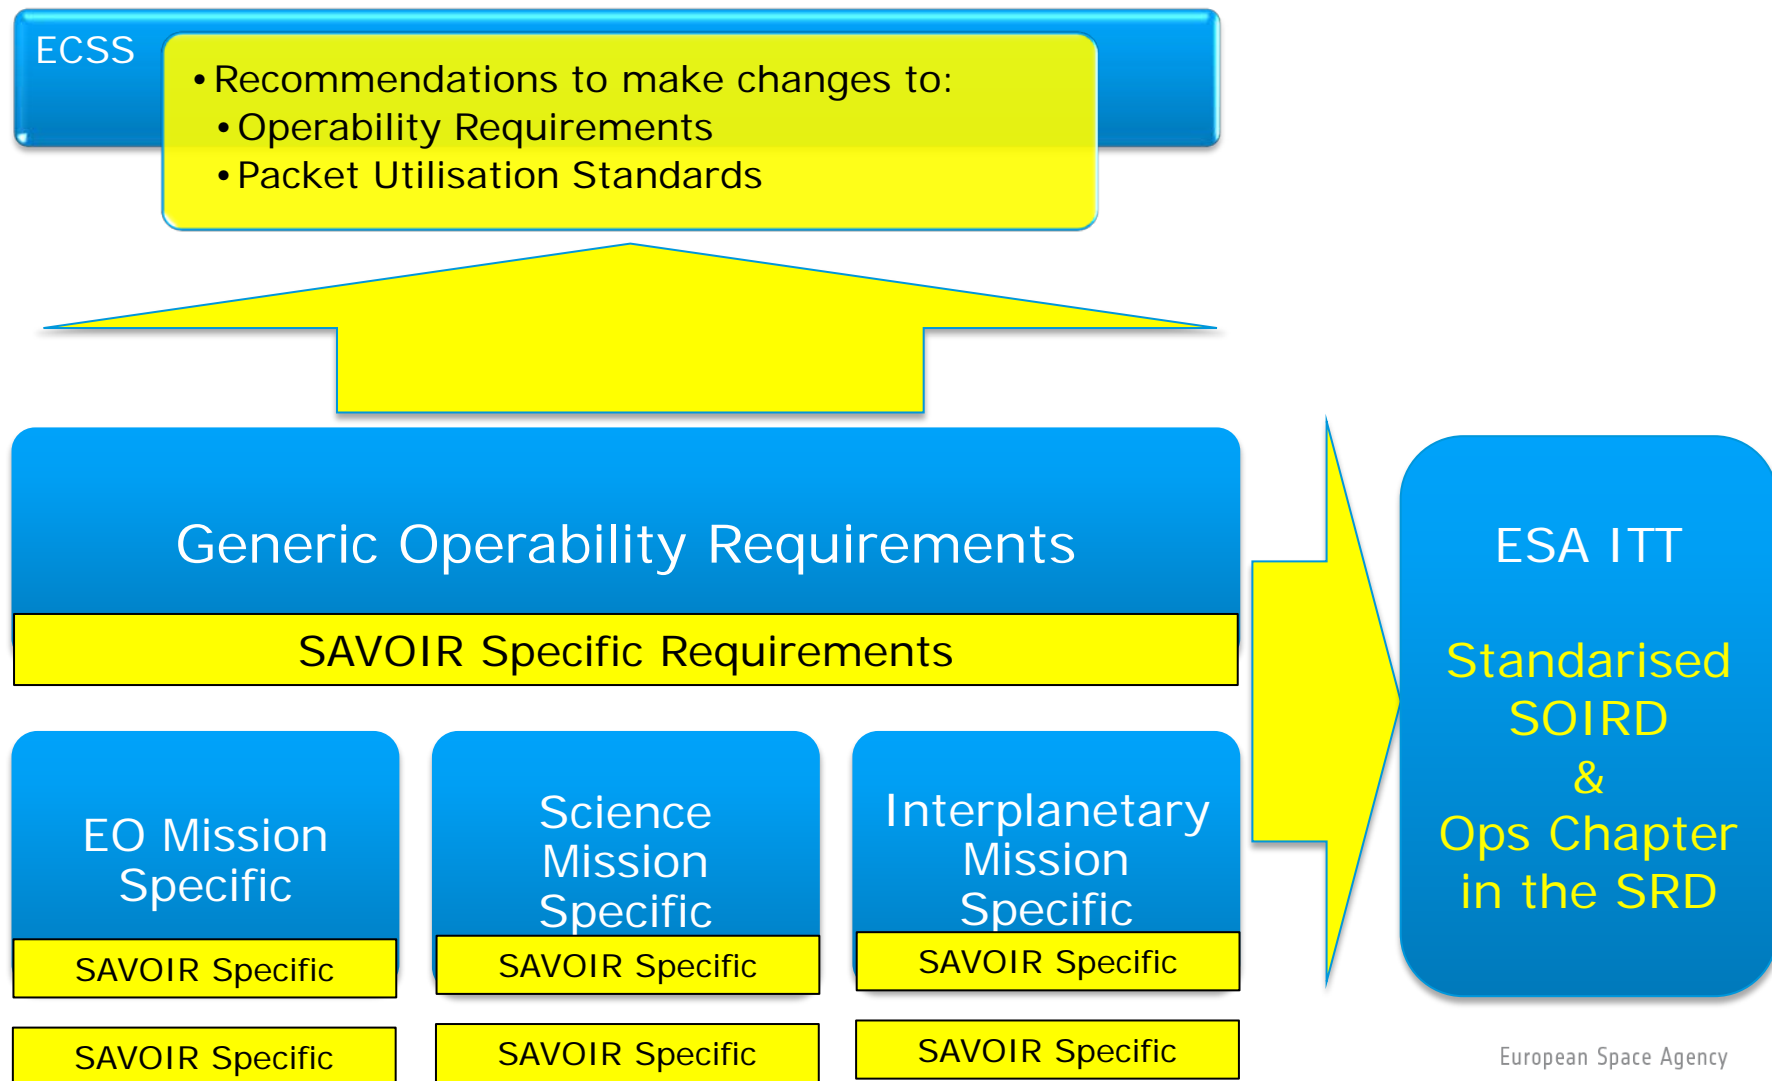 ECSS
• Recommendations to make changes to:
• Operability Requirements
• Packet Utilisation Standards
Generic Operability Requirements
SAVOIR Specific Requirements
EO Mission
Specific
SAVOIR Specific
SAVOIR Specific
Science
Mission
Specific
SAVOIR Specific
SAVOIR Specific
Interplanetary
Mission
Specific
SAVOIR Specific
SAVOIR Specific
ESA ITT
Standarised
SOIRD
&
Ops Chapter
in the SRD
European Space Agency